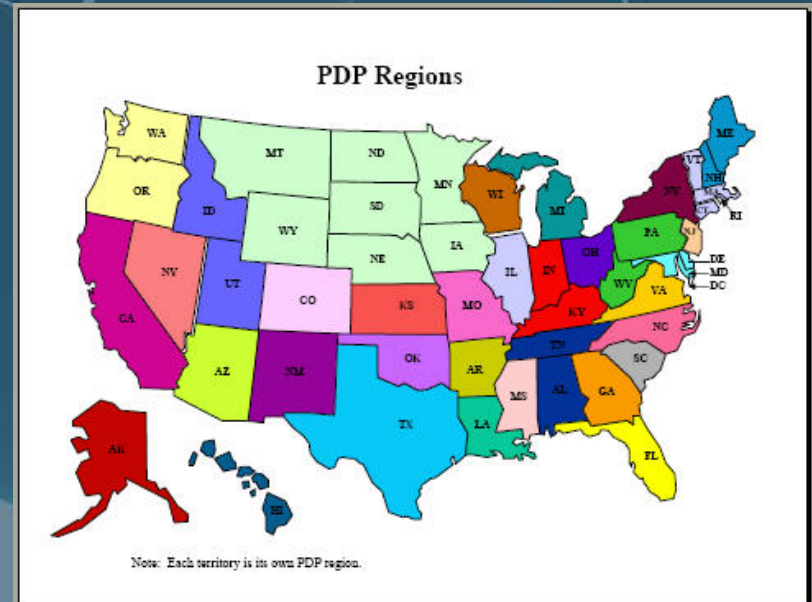 PDP Regions
WA
MT
ND
MN
ME
VT
NH
OR
ID
SD
WI
MI
NY
MA
CT
RI
WY
IA
PA
NJ
NV
UT
NE
IL
IN
OH
DE
MD
DC
CA
CO
KS
MO
WV
VA
KY
NC
AZ
NM
OK
AR
TN
SC
MS
AL
GA
TX
LA
AK
FL
HI
Note: Each territory is its own PDP region.